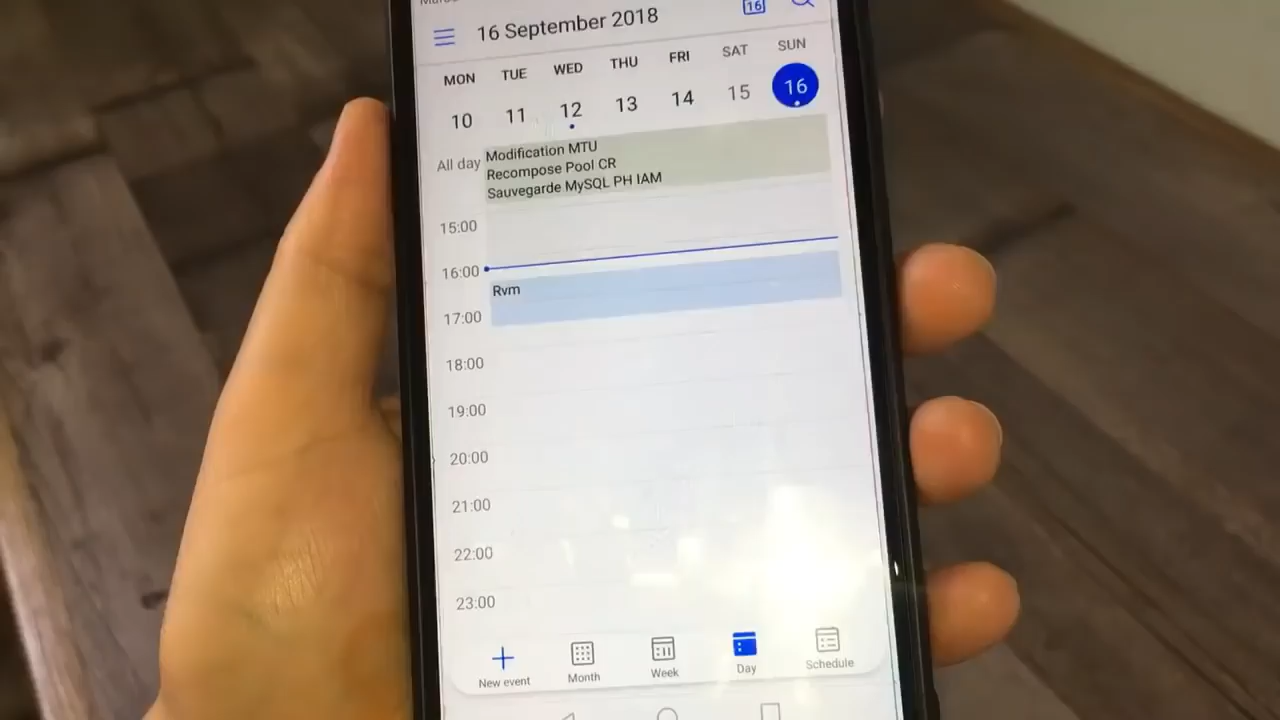 16 September 2018
16
MON TUE WED THU FRI SAT SUN
10 11 12 13 14 15 16
All day
Modification MTU
Recompose Pool CR
Sauvegarde MySQL PH IAM
15:00
16:00
Rvm
17:00
18:00
19:00
20:00
21:00
22:00
23:00
New event Month Week Day Schedule